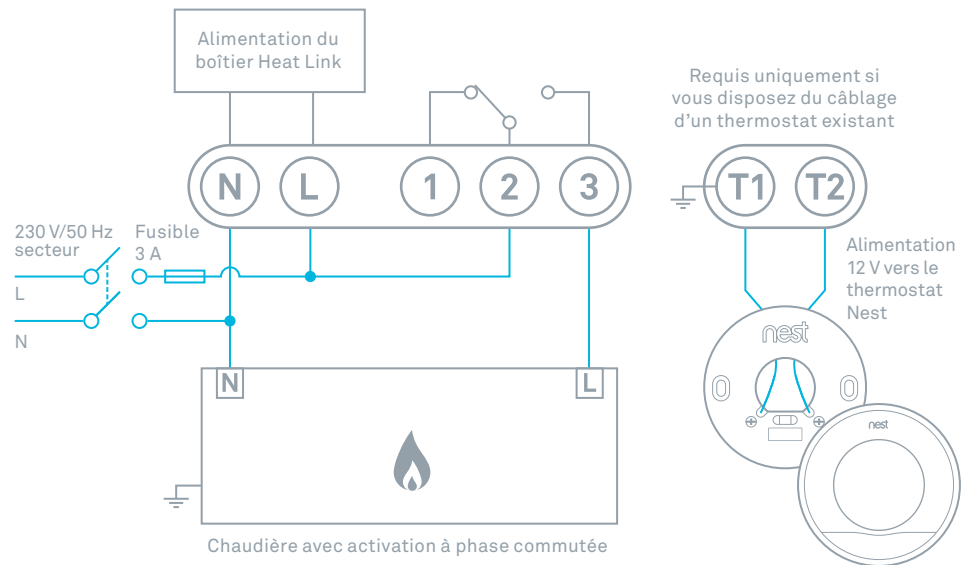 Alimentation du
boîtier Heat Link
Requis uniquement si
vous disposez du câblage
d'un thermostat existant
N L 1 2 3
T1 T2
230 V/50 Hz
secteur
Fusible
3 A
L
N
Alimentation
12 V vers le
thermostat
Nest
nest
N L
nest
Chaudière avec activation à phase commutée